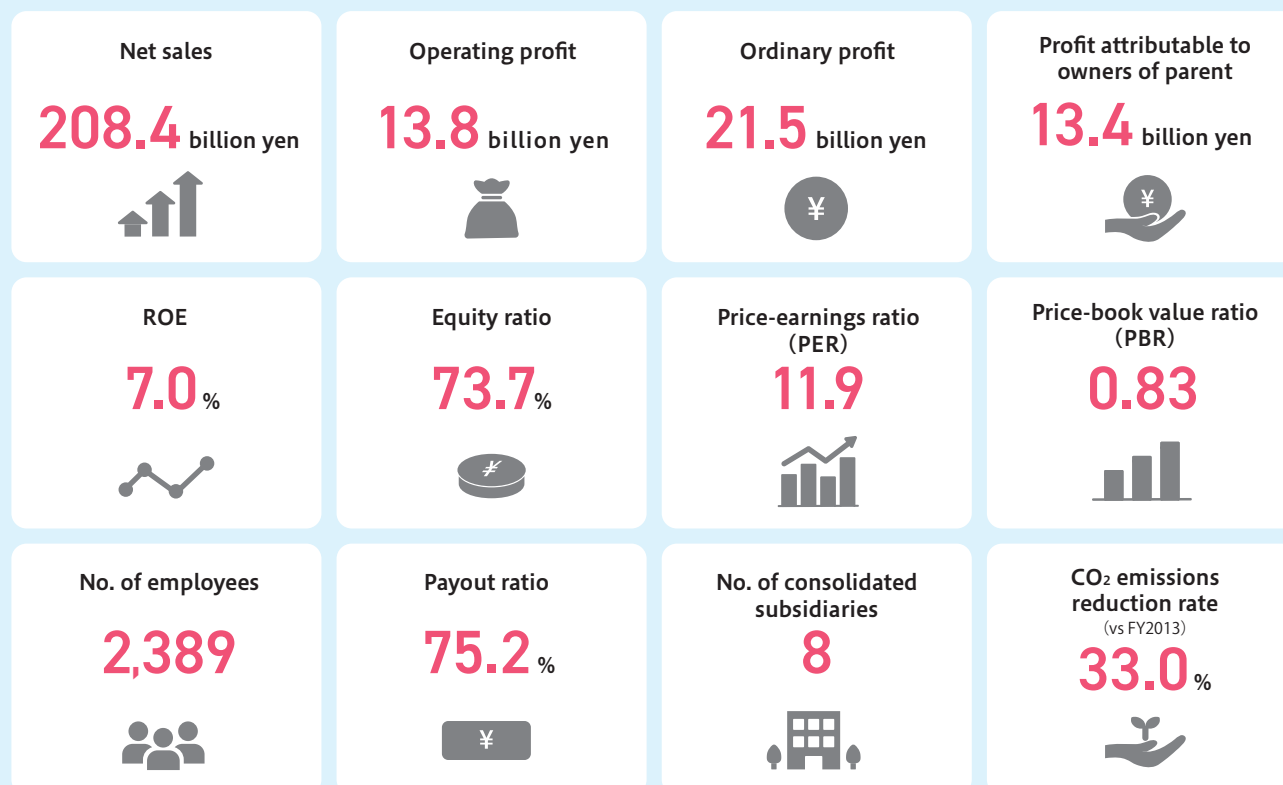 Net sales
208.4 billion yen
Operating profit
13.8 billion yen
Ordinary profit
¥
21.5 billion yen
Profit attributable to
owners of parent
13.4 billion yen
¥
ROE
7.0 %
Equity ratio
73.7%
¥
Price-earnings ratio
（PER）
11.9
Price-book value ratio
（PBR）
0.83
No. of employees
2,389
Payout ratio
75.2 %
¥
No. of consolidated
subsidiaries
8
CO₂ emissions
reduction rate
（vs FY2013）
33.0 %